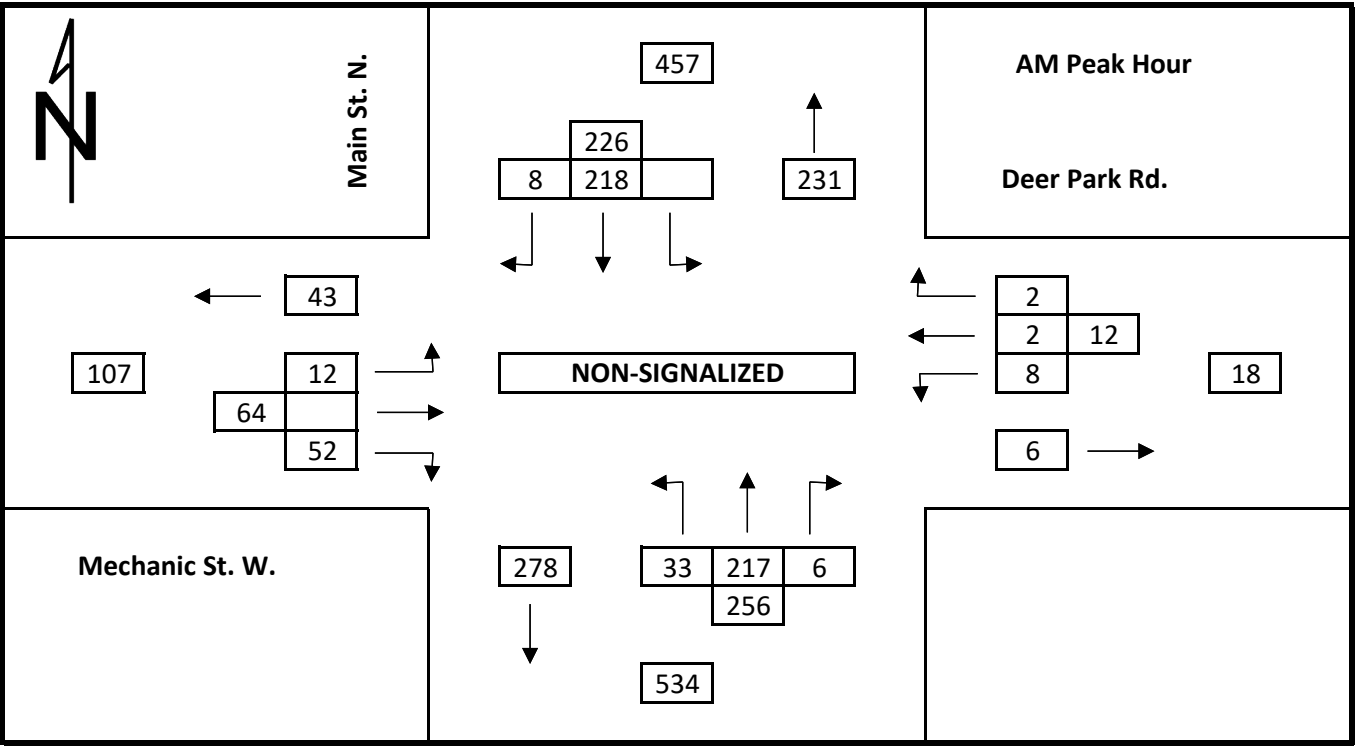 N
Main St. N.
457
AM Peak Hour
226
8 218
231
Deer Park Rd.
43
2
2 12
107
12
NON-SIGNALIZED
8
18
64
52
6
Mechanic St. W.
278
33 217 6
256
534